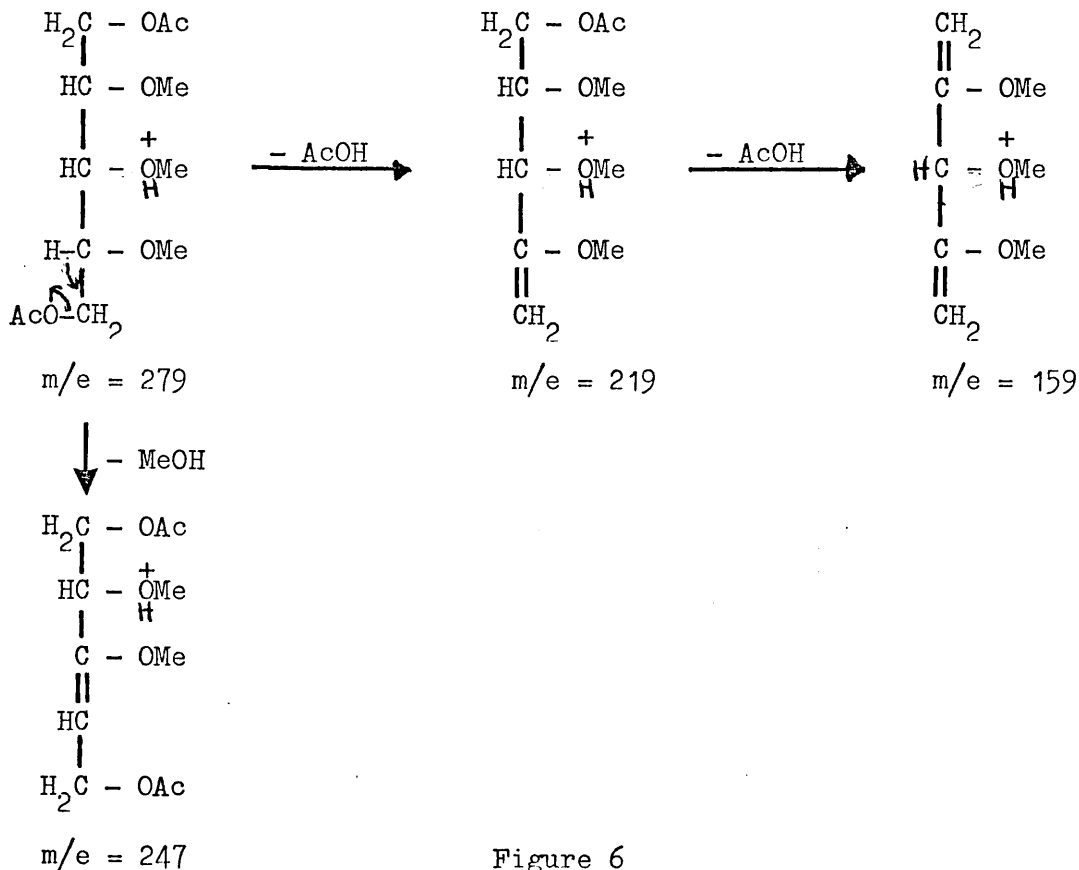 H2C – OAc H2C – OAc CH2
HC – OMe HC – OMe C – OMe
+ + +
HC – OMe – AcOH HC – OMe – AcOH HC – OMe
H H H
H–C – OMe C – OMe C – OMe
AcO–CH2 CH2 CH2
m/e = 279 m/e = 219 m/e = 159
– MeOH
H2C – OAc
+
HC – OMe
H
C – OMe
HC
H2C – OAc
m/e = 247 Figure 6